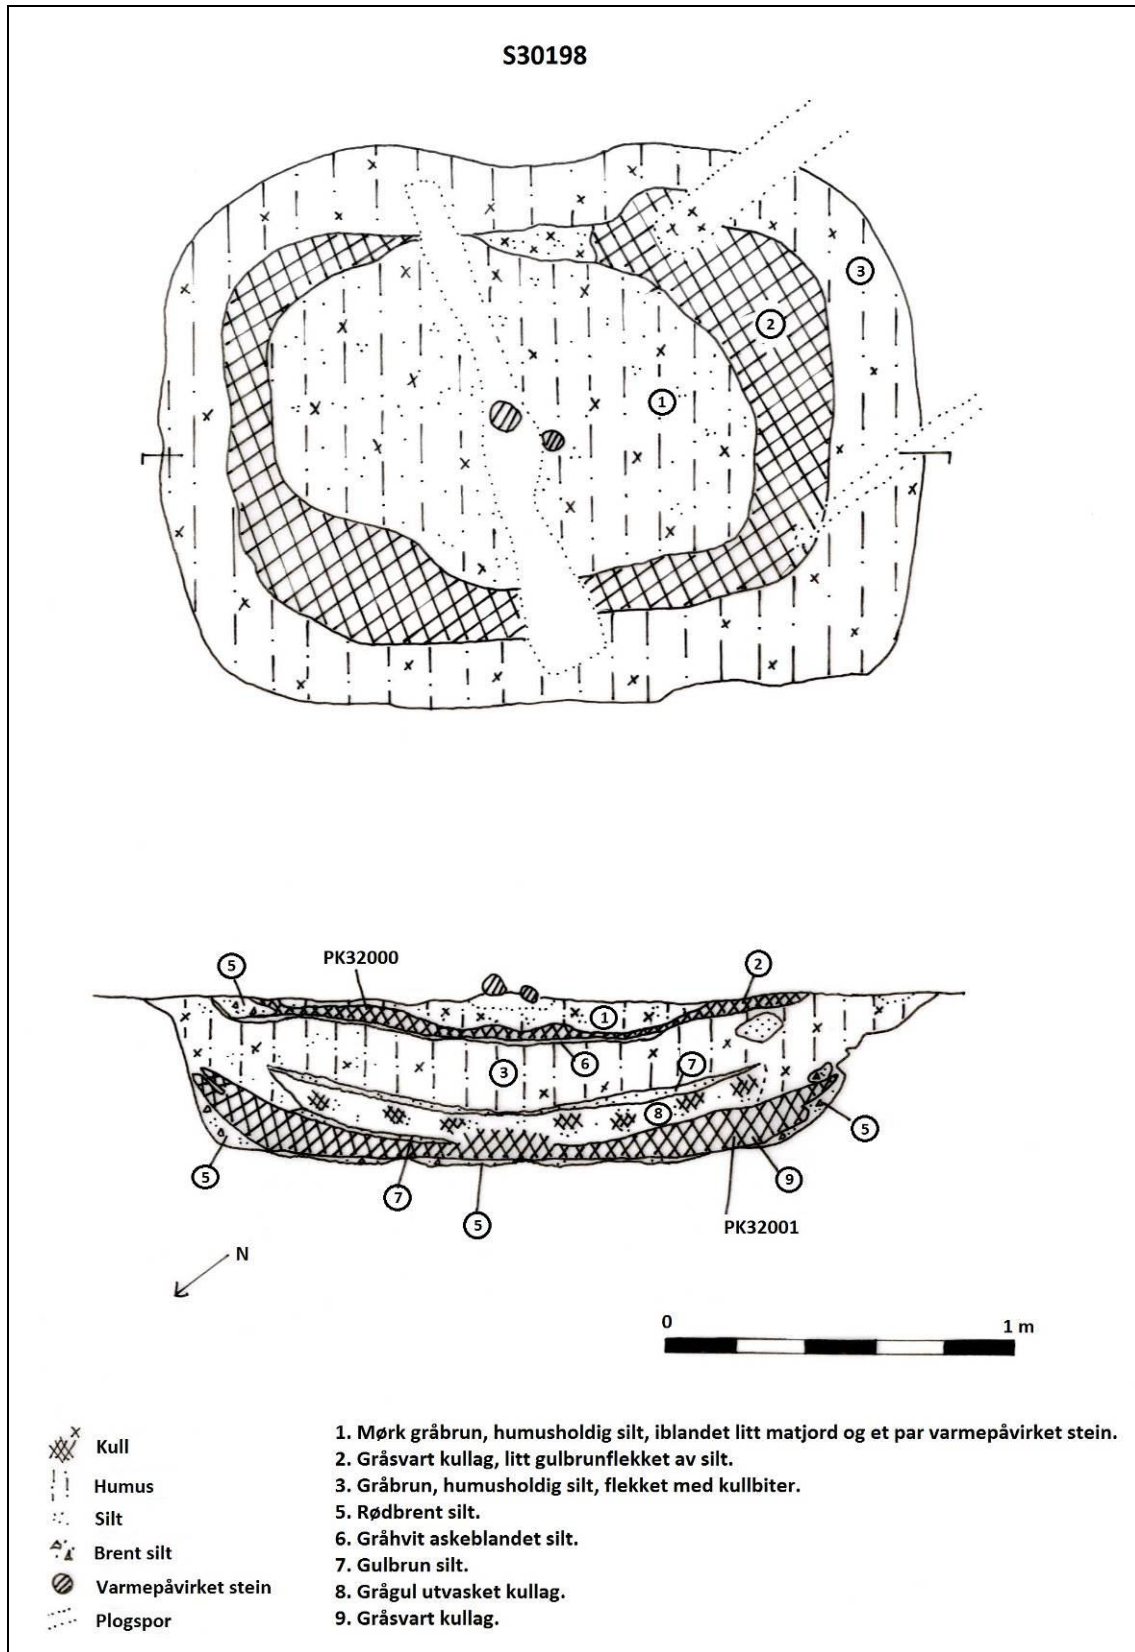 S30198
3
2
1
5
PK32000
2
1
6
7
3
8
5
9
5
7
5
PK32001
N
0 1 m
Kull
Humus
Silt
Brent silt
Varmepåvirket stein
Plogspor
1. Mørk gråbrun, humusholdig silt, iblandet litt matjord og et par varmepåvirket stein.
2. Gråsvart kullag, litt gulbrunflekket av silt.
3. Gråbrun, humusholdig silt, flekket med kullbiter.
5. Rødbrent silt.
6. Gråhvit askeblandet silt.
7. Gulbrun silt.
8. Grågul utvasket kullag.
9. Gråsvart kullag.